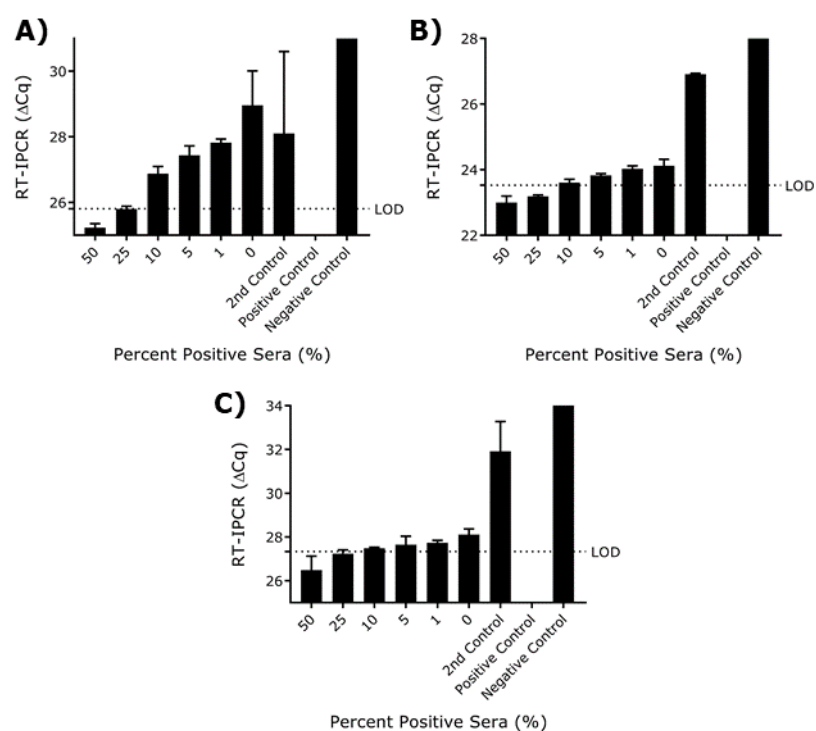 A)
RT-IPCR (ΔCq)
30
28
26
LOD
50
25
10
5
1
0
2nd Control
Positive Control
Negative Control
Percent Positive Sera (%)
B)
RT-IPCR (ΔCq)
28
26
24
22
LOD
50
25
10
5
1
0
2nd Control
Positive Control
Negative Control
Percent Positive Sera (%)
C)
RT-IPCR (ΔCq)
34
32
30
28
26
LOD
50
25
10
5
1
0
2nd Control
Positive Control
Negative Control
Percent Positive Sera (%)